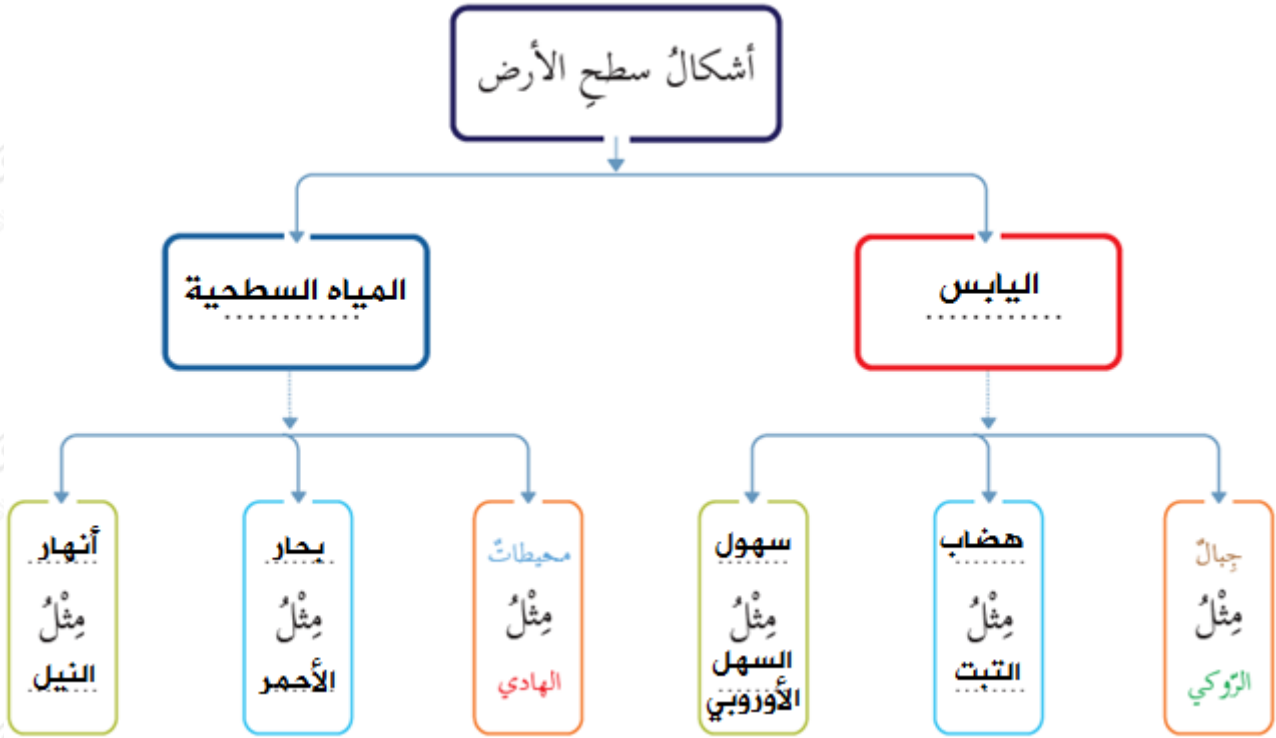 أشكالُ سطحِ الأرض
اليابس
المياه السطحية
جِبالٌ
مِثْلُ
الرّوكي
هضاب
مِثْلُ
التبت
سهول
مِثْلُ
السهل
الأوروبي
محيطاتٌ
مِثْلُ
الهادي
بحار
مِثْلُ
الأحمر
أنهار
مِثْلُ
النيل